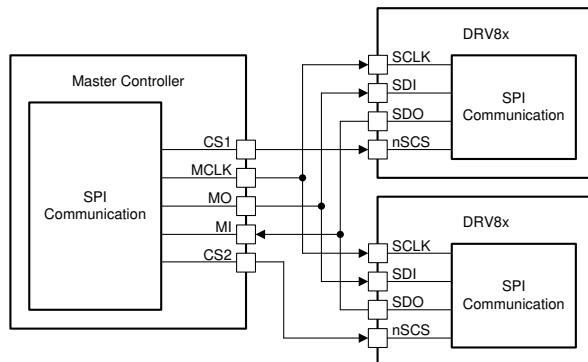 Master Controller
SPI
Communication
CS1
MCLK
MO
MI
CS2
DRV8x
SCLK
SDI
SDO
nSCS
SPI
Communication
DRV8x
SCLK
SDI
SDO
nSCS
SPI
Communication